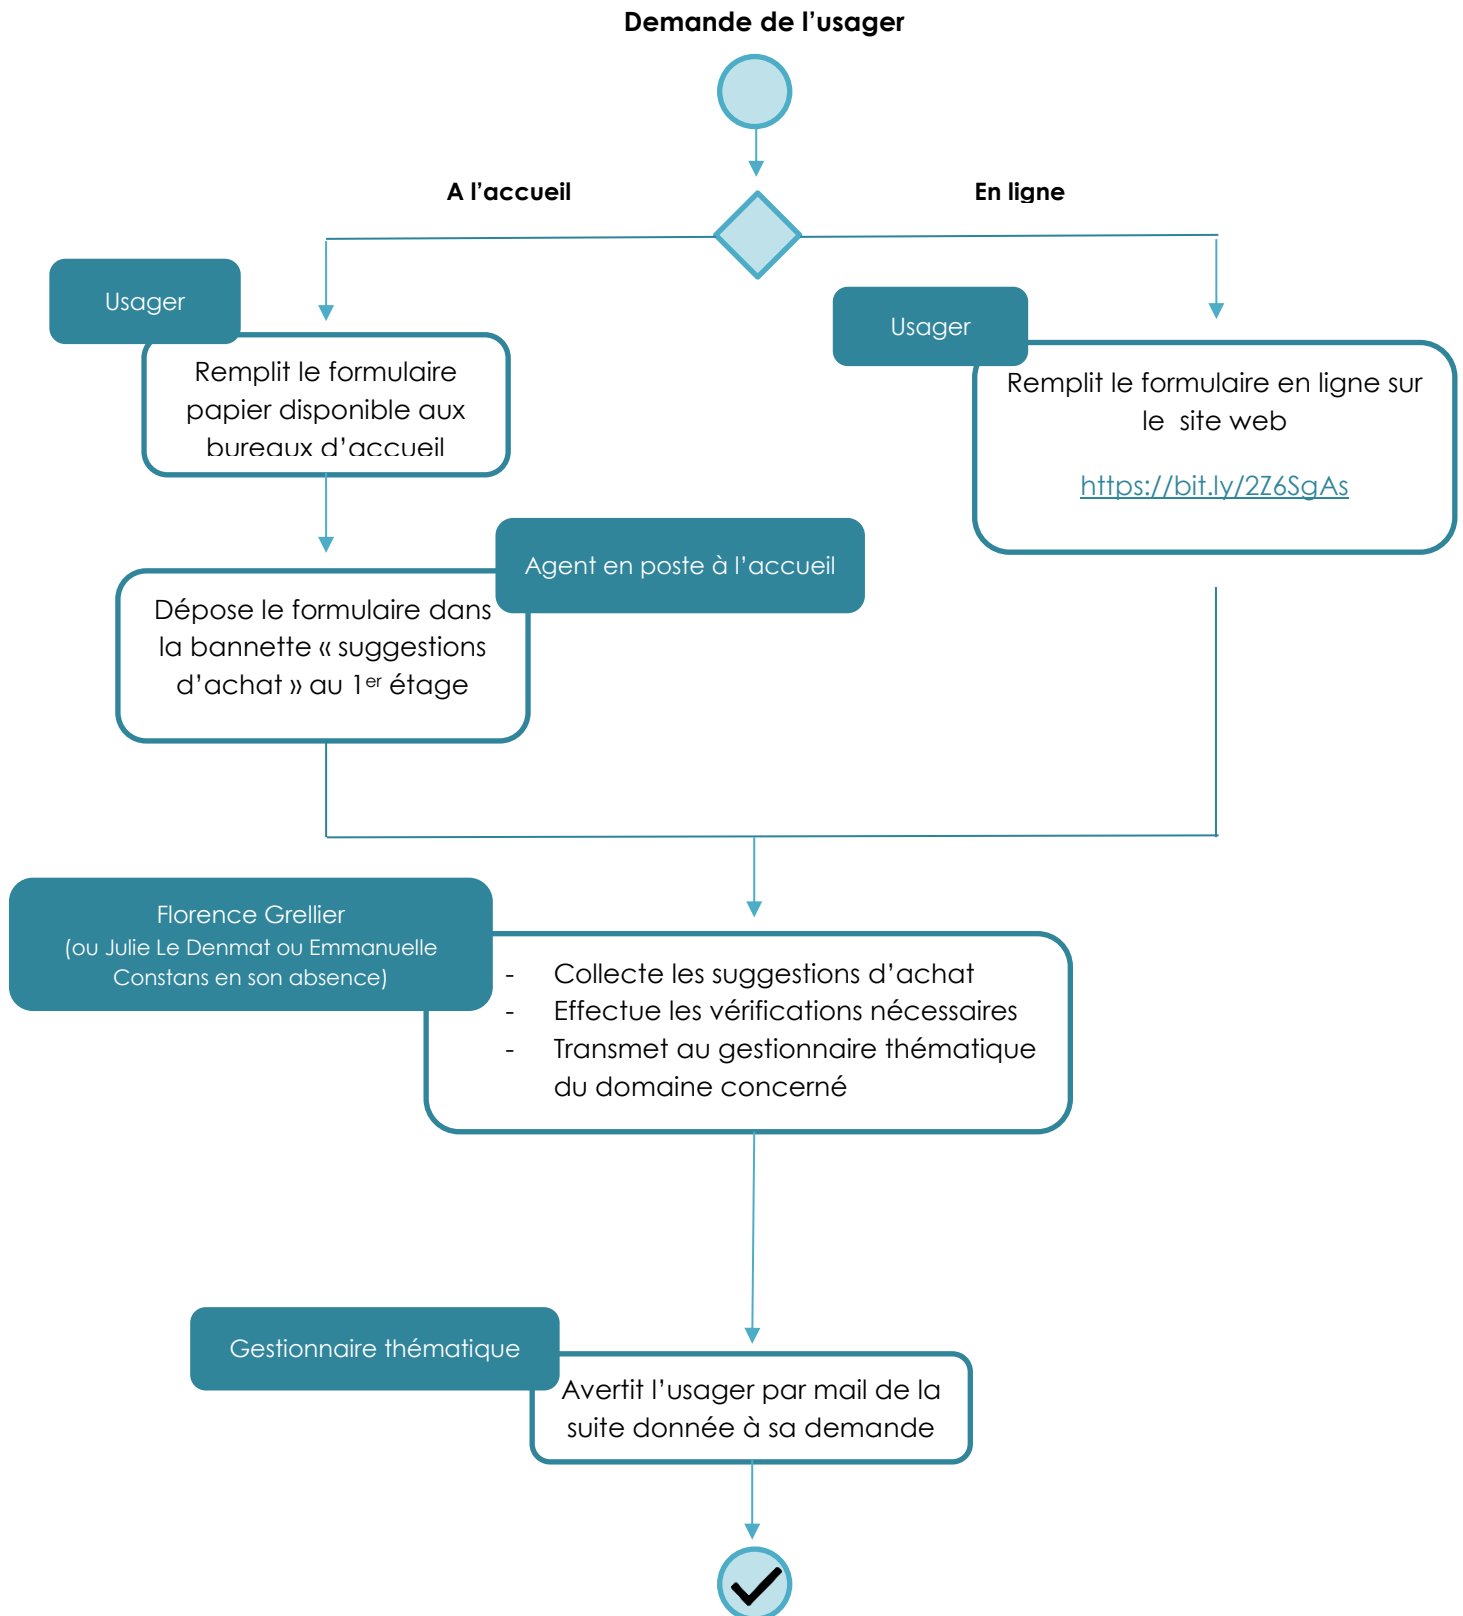 Demande de l’usager
A l’accueil
En ligne
Usager
Remplit le formulaire
papier disponible aux
bureaux d’accueil
Usager
Remplit le formulaire en ligne sur
le  site web
https://bit.ly/2Z6SgAs
Agent en poste à l’accueil
Dépose le formulaire dans
la bannette « suggestions
d’achat » au 1er étage
Florence Grellier
(ou Julie Le Denmat ou Emmanuelle
Constans en son absence)
- Collecte les suggestions d’achat
- Effectue les vérifications nécessaires
- Transmet au gestionnaire thématique
du domaine concerné
Gestionnaire thématique
Avertit l’usager par mail de la
suite donnée à sa demande